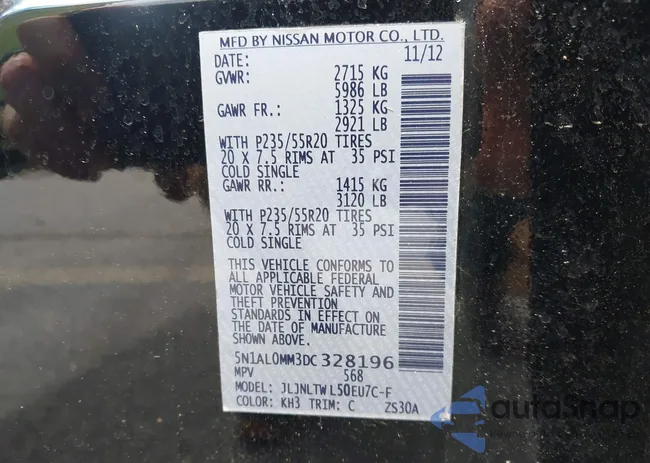 MFD BY NISSAN MOTOR CO., LTD.
DATE: 11/12
GVWR: 2715 KG
5986 LB
GAWR FR.: 1325 KG
2921 LB
WITH P235/55R20 TIRES
20 X 7.5 RIMS AT 35 PSI
COLD SINGLE
GAWR RR.: 1415 KG
3120 LB
WITH P235/55R20 TIRES
20 X 7.5 RIMS AT 35 PSI
COLD SINGLE
THIS VEHICLE CONFORMS TO
ALL APPLICABLE FEDERAL
MOTOR VEHICLE SAFETY AND
THEFT PREVENTION
STANDARDS IN EFFECT ON
THE DATE OF MANUFACTURE
SHOWN ABOVE.
5N1AL0MM3DC328196
MPV 568
MODEL: JLJNLTWL50EU7C-F
COLOR: KH3 TRIM: C ZS30A
autoSnap